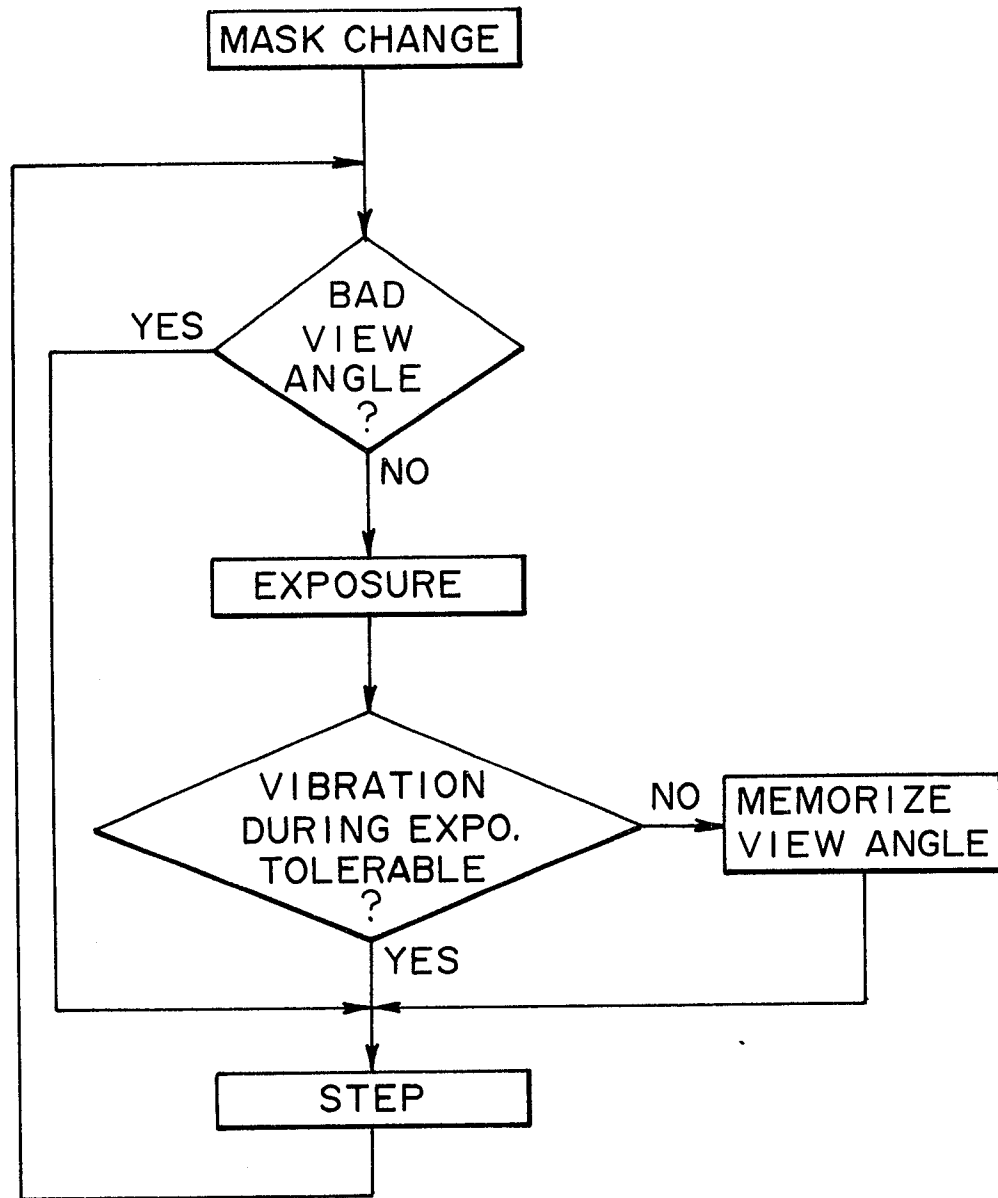 MASK CHANGE
YES
BAD
VIEW
ANGLE
?
NO
EXPOSURE
VIBRATION
DURING EXPO.
TOLERABLE
?
NO
MEMORIZE
VIEW ANGLE
YES
STEP